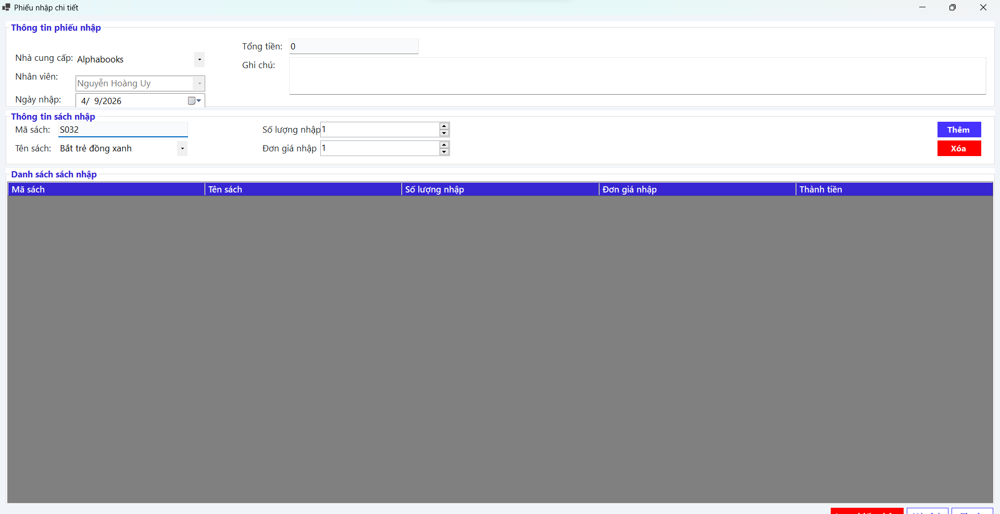 Phiếu nhập chi tiết
Thông tin phiếu nhập
Tổng tiền: 0
Nhà cung cấp: Alphabooks
Ghi chú:
Nhân viên: Nguyễn Hoàng Uy
Ngày nhập: 4/ 9/2026
Thông tin sách nhập
Mã sách: S032
Số lượng nhập 1
Thêm
Tên sách: Bắt trẻ đồng xanh
Đơn giá nhập 1
Xóa
Danh sách sách nhập
Mã sách Tên sách Số lượng nhập Đơn giá nhập Thành tiền